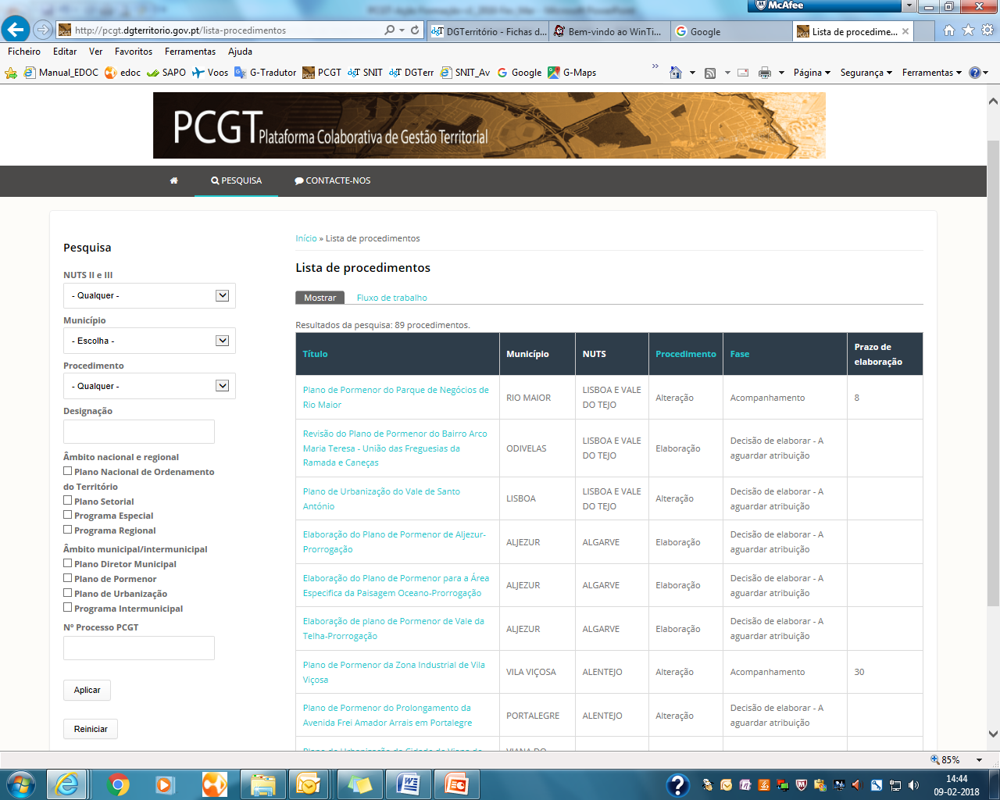 McAfee
http://pcgt.dgterritorio.gov.pt/lista-procedimentos
DGTerritório - Fichas d...
Bem-vindo ao WinTi...
Google
Lista de procedime...
Ficheiro Editar Ver Favoritos Ferramentas Ajuda
Manual_EDOC edoc SAPO Voos G-Tradutor PCGT SNIT DGTerr SNIT_Av Google G-Maps » Página Segurança Ferramentas
PCGT Plataforma Colaborativa de Gestão Territorial
PESQUISA CONTACTE-NOS
Pesquisa
NUTS II e III
- Qualquer -
Município
- Escolha -
Procedimento
- Qualquer -
Designação
Âmbito nacional e regional
Plano Nacional de Ordenamento
do Território
Plano Setorial
Programa Especial
Programa Regional
Âmbito municipal/intermunicipal
Plano Diretor Municipal
Plano de Pormenor
Plano de Urbanização
Programa Intermunicipal
Nº Processo PCGT
Aplicar
Reiniciar
Início » Lista de procedimentos
Lista de procedimentos
Mostrar Fluxo de trabalho
Resultados da pesquisa: 89 procedimentos.
Título Município NUTS Procedimento Fase Prazo de
elaboração
Plano de Pormenor do Parque de Negócios de
Rio Maior
RIO MAIOR
LISBOA E VALE
DO TEJO
Alteração
Acompanhamento
8
Revisão do Plano de Pormenor do Bairro Arco
Maria Teresa - União das Freguesias da
Ramada e Caneças
ODIVELAS
LISBOA E VALE
DO TEJO
Elaboração
Decisão de elaborar - A
aguardar atribuição
Plano de Urbanização do Vale de Santo
António
LISBOA
LISBOA E VALE
DO TEJO
Alteração
Decisão de elaborar - A
aguardar atribuição
Elaboração do Plano de Pormenor de Aljezur-
Prorrogação
ALJEZUR
ALGARVE
Elaboração
Decisão de elaborar - A
aguardar atribuição
Elaboração do Plano de Pormenor para a Área
Especifica da Paisagem Oceano-Prorrogação
ALJEZUR
ALGARVE
Elaboração
Decisão de elaborar - A
aguardar atribuição
Elaboração de plano de Pormenor de Vale da
Telha-Prorrogação
ALJEZUR
ALGARVE
Elaboração
Decisão de elaborar - A
aguardar atribuição
Plano de Pormenor da Zona Industrial de Vila
Viçosa
VILA VIÇOSA
ALENTEJO
Alteração
Acompanhamento
30
Plano de Pormenor do Prolongamento da
Avenida Frei Amador Arrais em Portalegre
PORTALEGRE
ALENTEJO
Alteração
Decisão de elaborar - A
aguardar atribuição
Plano de Urbanização da Cidade de Viana do
VIANA DO
85%
14:44
09-02-2018